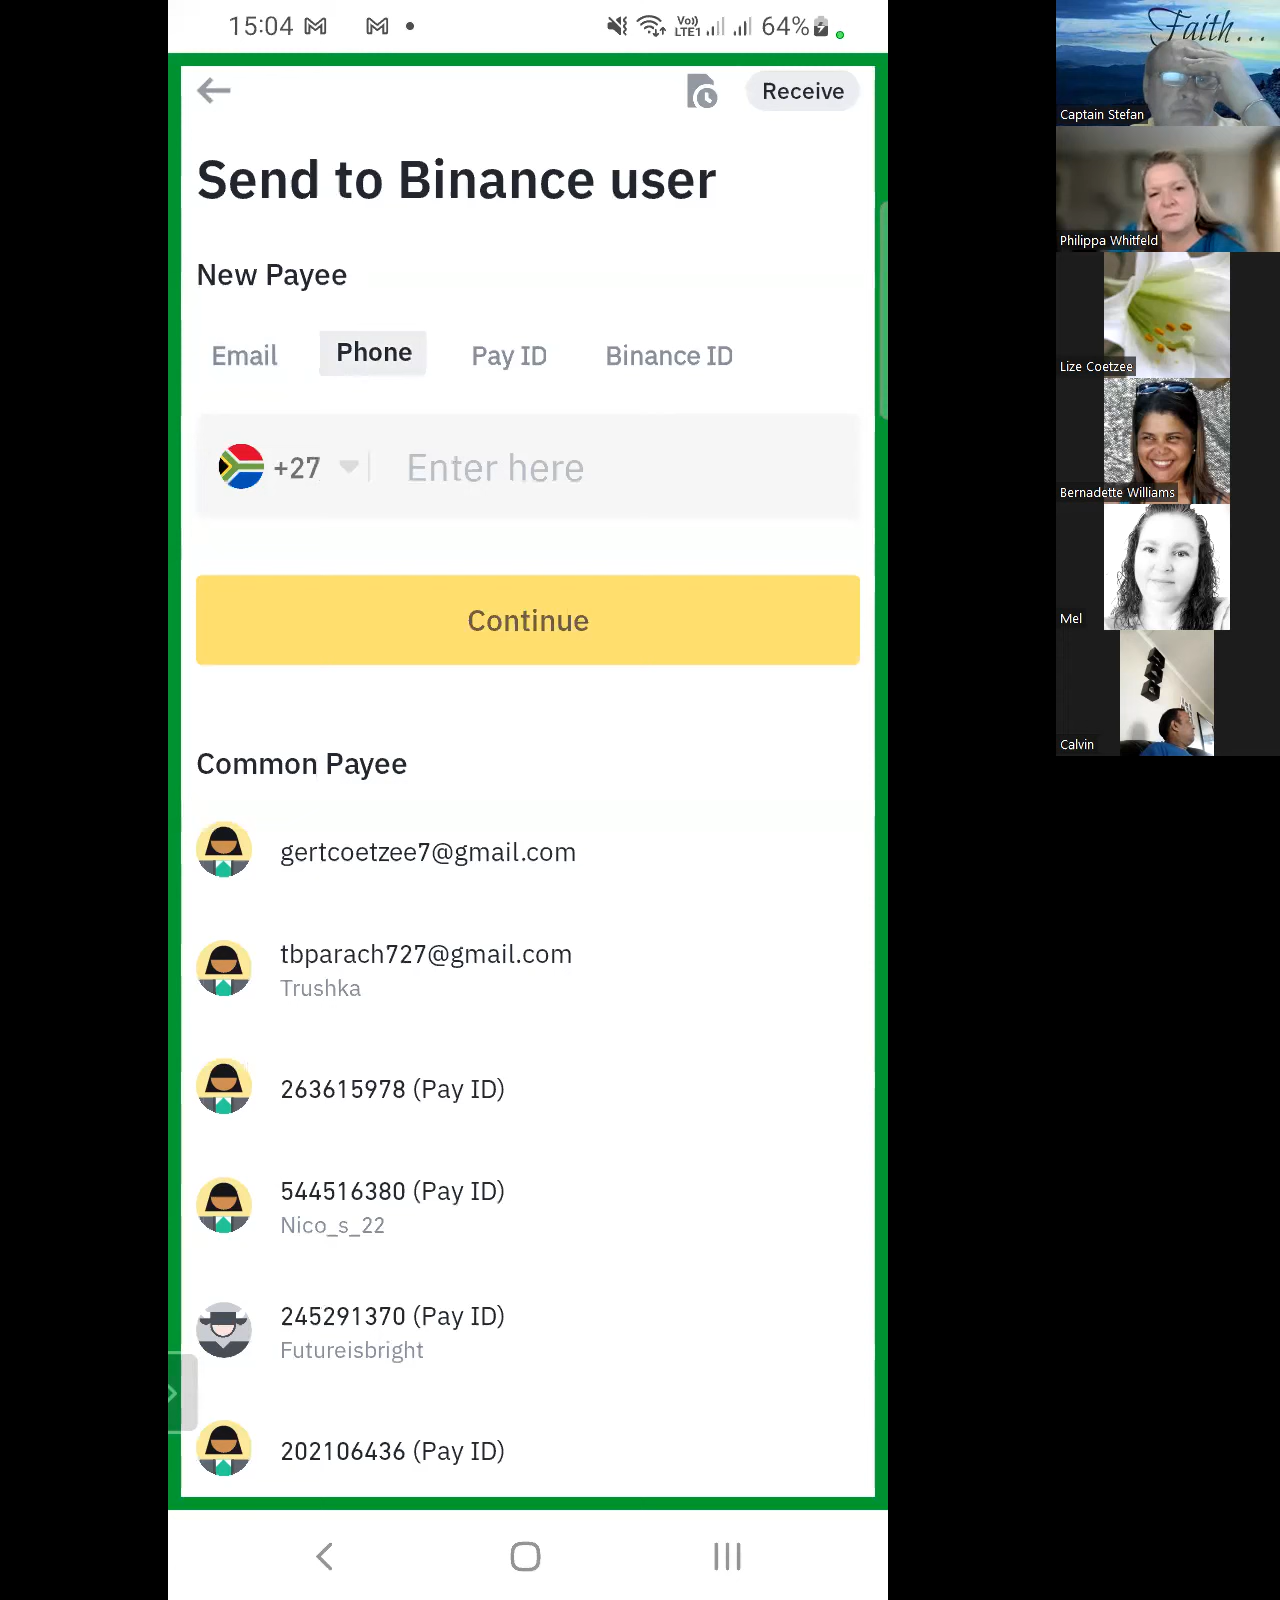 15:04
Vo))
LTE1
64%
Receive
Send to Binance user
New Payee
Email Phone Pay ID Binance ID
+27 Enter here
Continue
Common Payee
gertcoetzee7@gmail.com
tbparach727@gmail.com
Trushka
263615978 (Pay ID)
544516380 (Pay ID)
Nico_s_22
245291370 (Pay ID)
Futureisbright
202106436 (Pay ID)
Faith...
Captain Stefan
Philippa Whitfeld
Lize Coetzee
Bernadette Williams
Mel
Calvin